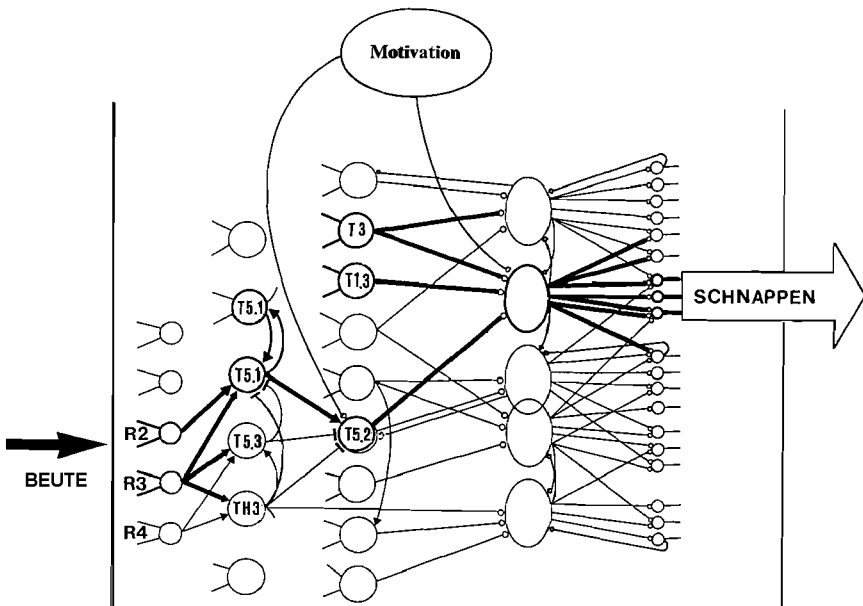 Motivation
T3
T1,3
T5.1
T5.1
R2
T5,3
T5.2
BEUTE
R3
TH3
R4
SCHNAPPEN